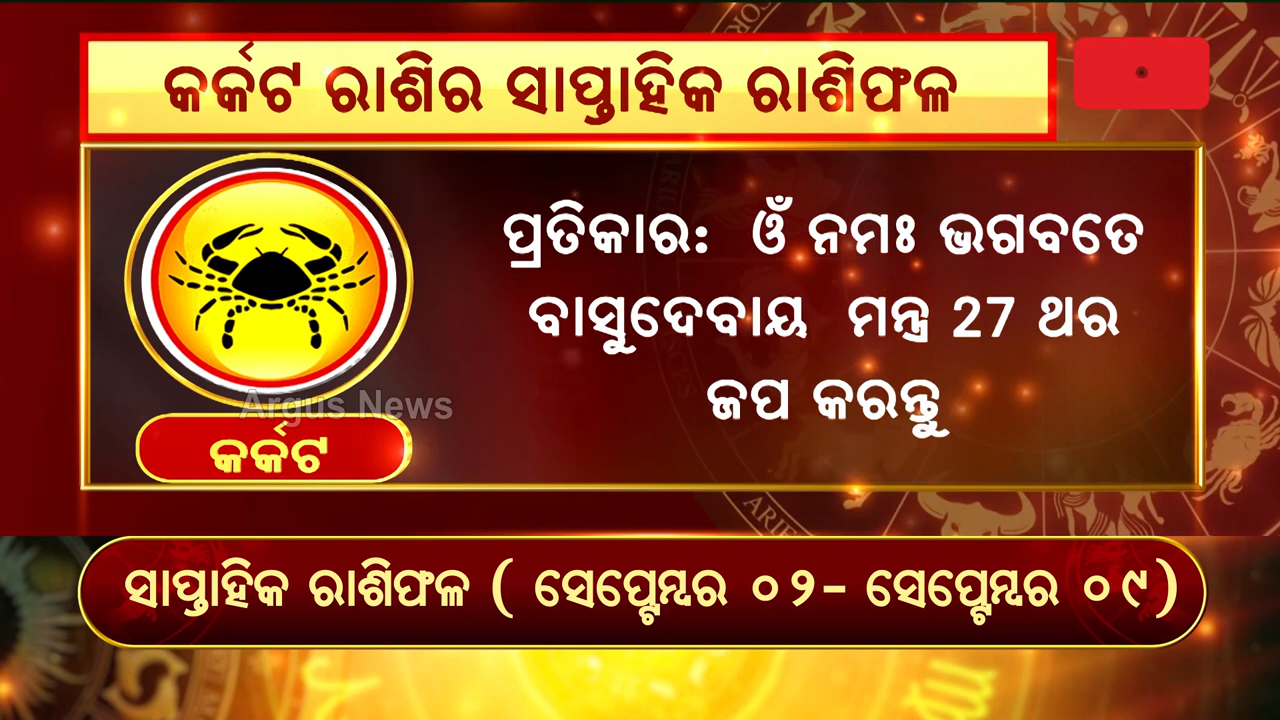 କର୍କଟ ରାଶିର ସାପ୍ତାହିକ ରାଶିଫଳ
ପ୍ରତିକାର: ଓଁ ନମଃ ଭଗବତେ
ବାସୁଦେବାୟ ମନ୍ତ୍ର 27 ଥର
ଜପ କରନ୍ତୁ
Argus News
କର୍କଟ
ସାପ୍ତାହିକ ରାଶିଫଳ ( ସେପ୍ଟେମ୍ବର ୦୨- ସେପ୍ଟେମ୍ବର ୦୯)